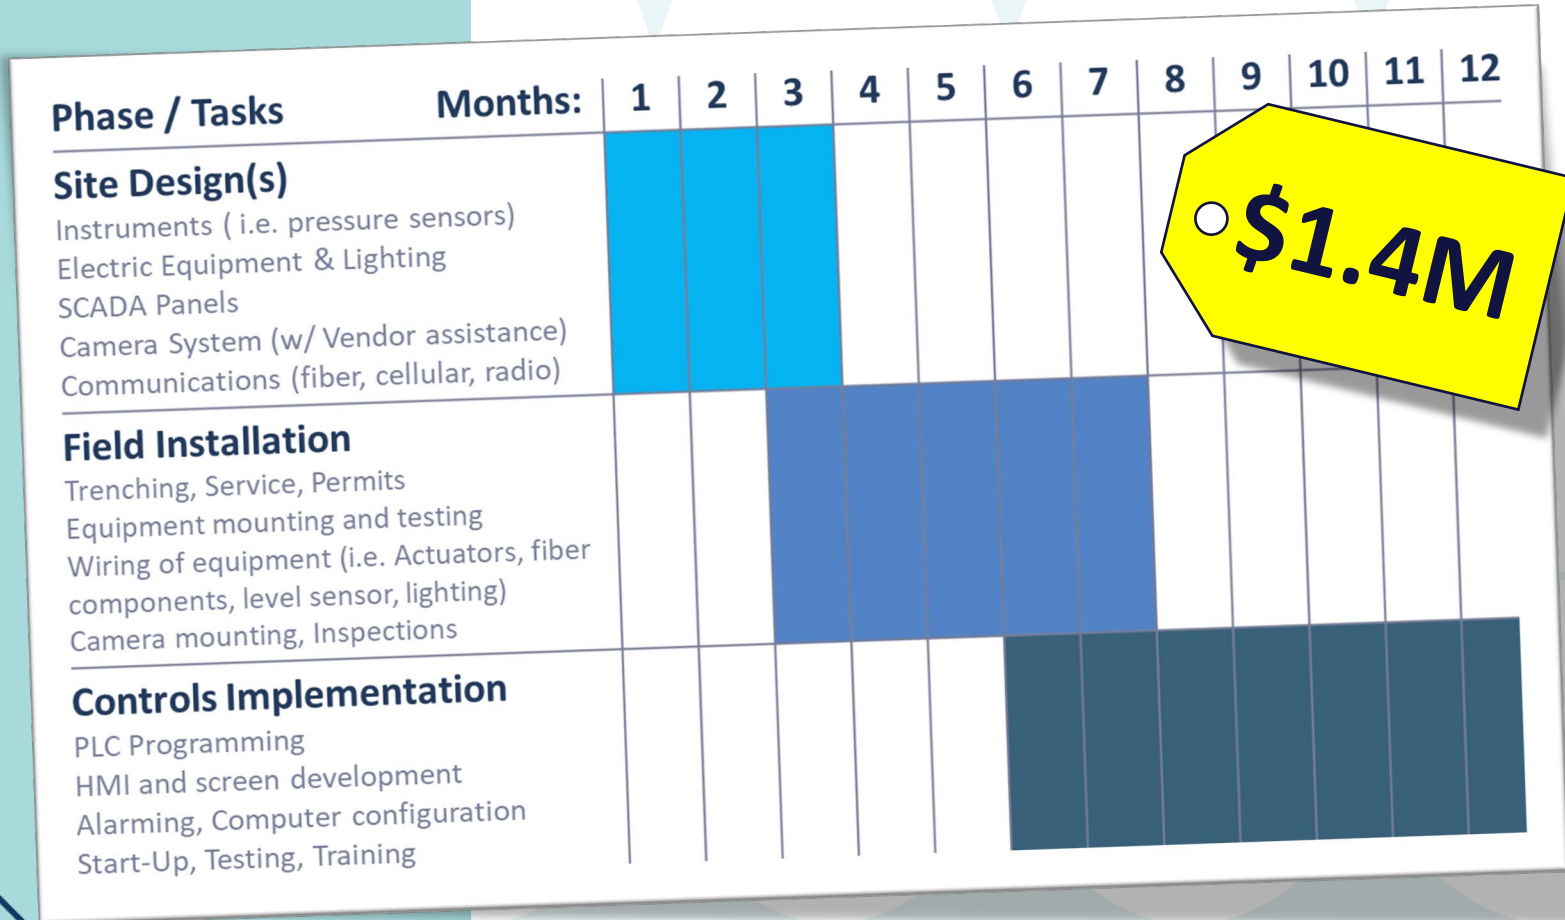 Phase / Tasks Months: 1 2 3 4 5 6 7 8 9 10 11 12
Site Design(s)
Instruments ( i.e. pressure sensors)
Electric Equipment & Lighting
SCADA Panels
Camera System (w/ Vendor assistance)
Communications (fiber, cellular, radio)
$1.4M
Field Installation
Trenching, Service, Permits
Equipment mounting and testing
Wiring of equipment (i.e. Actuators, fiber
components, level sensor, lighting)
Camera mounting, Inspections
Controls Implementation
PLC Programming
HMI and screen development
Alarming, Computer configuration
Start-Up, Testing, Training